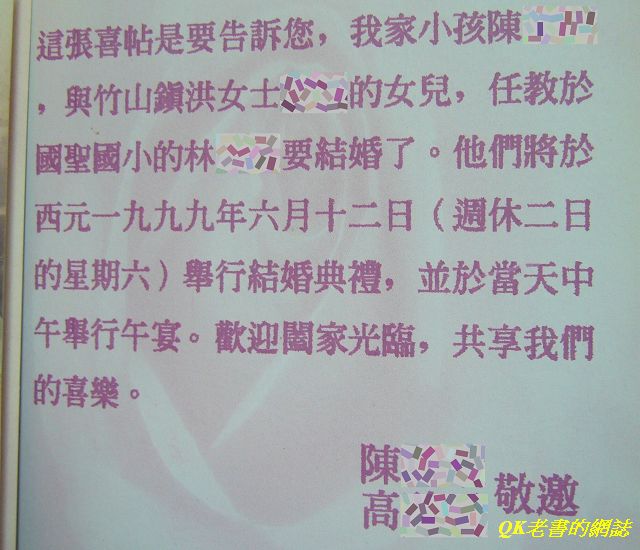 這張喜帖是要告訴您，我家小孩陳
，與竹山鎮洪女士的女兒，任教於
國聖國小的林要結婚了。他們將於
西元一九九九年六月十二日（週休二日
的星期六）舉行結婚典禮，並於當天中
午舉行午宴。歡迎闔家光臨，共享我們
的喜樂。
陳
高
敬邀
QK老書的網誌